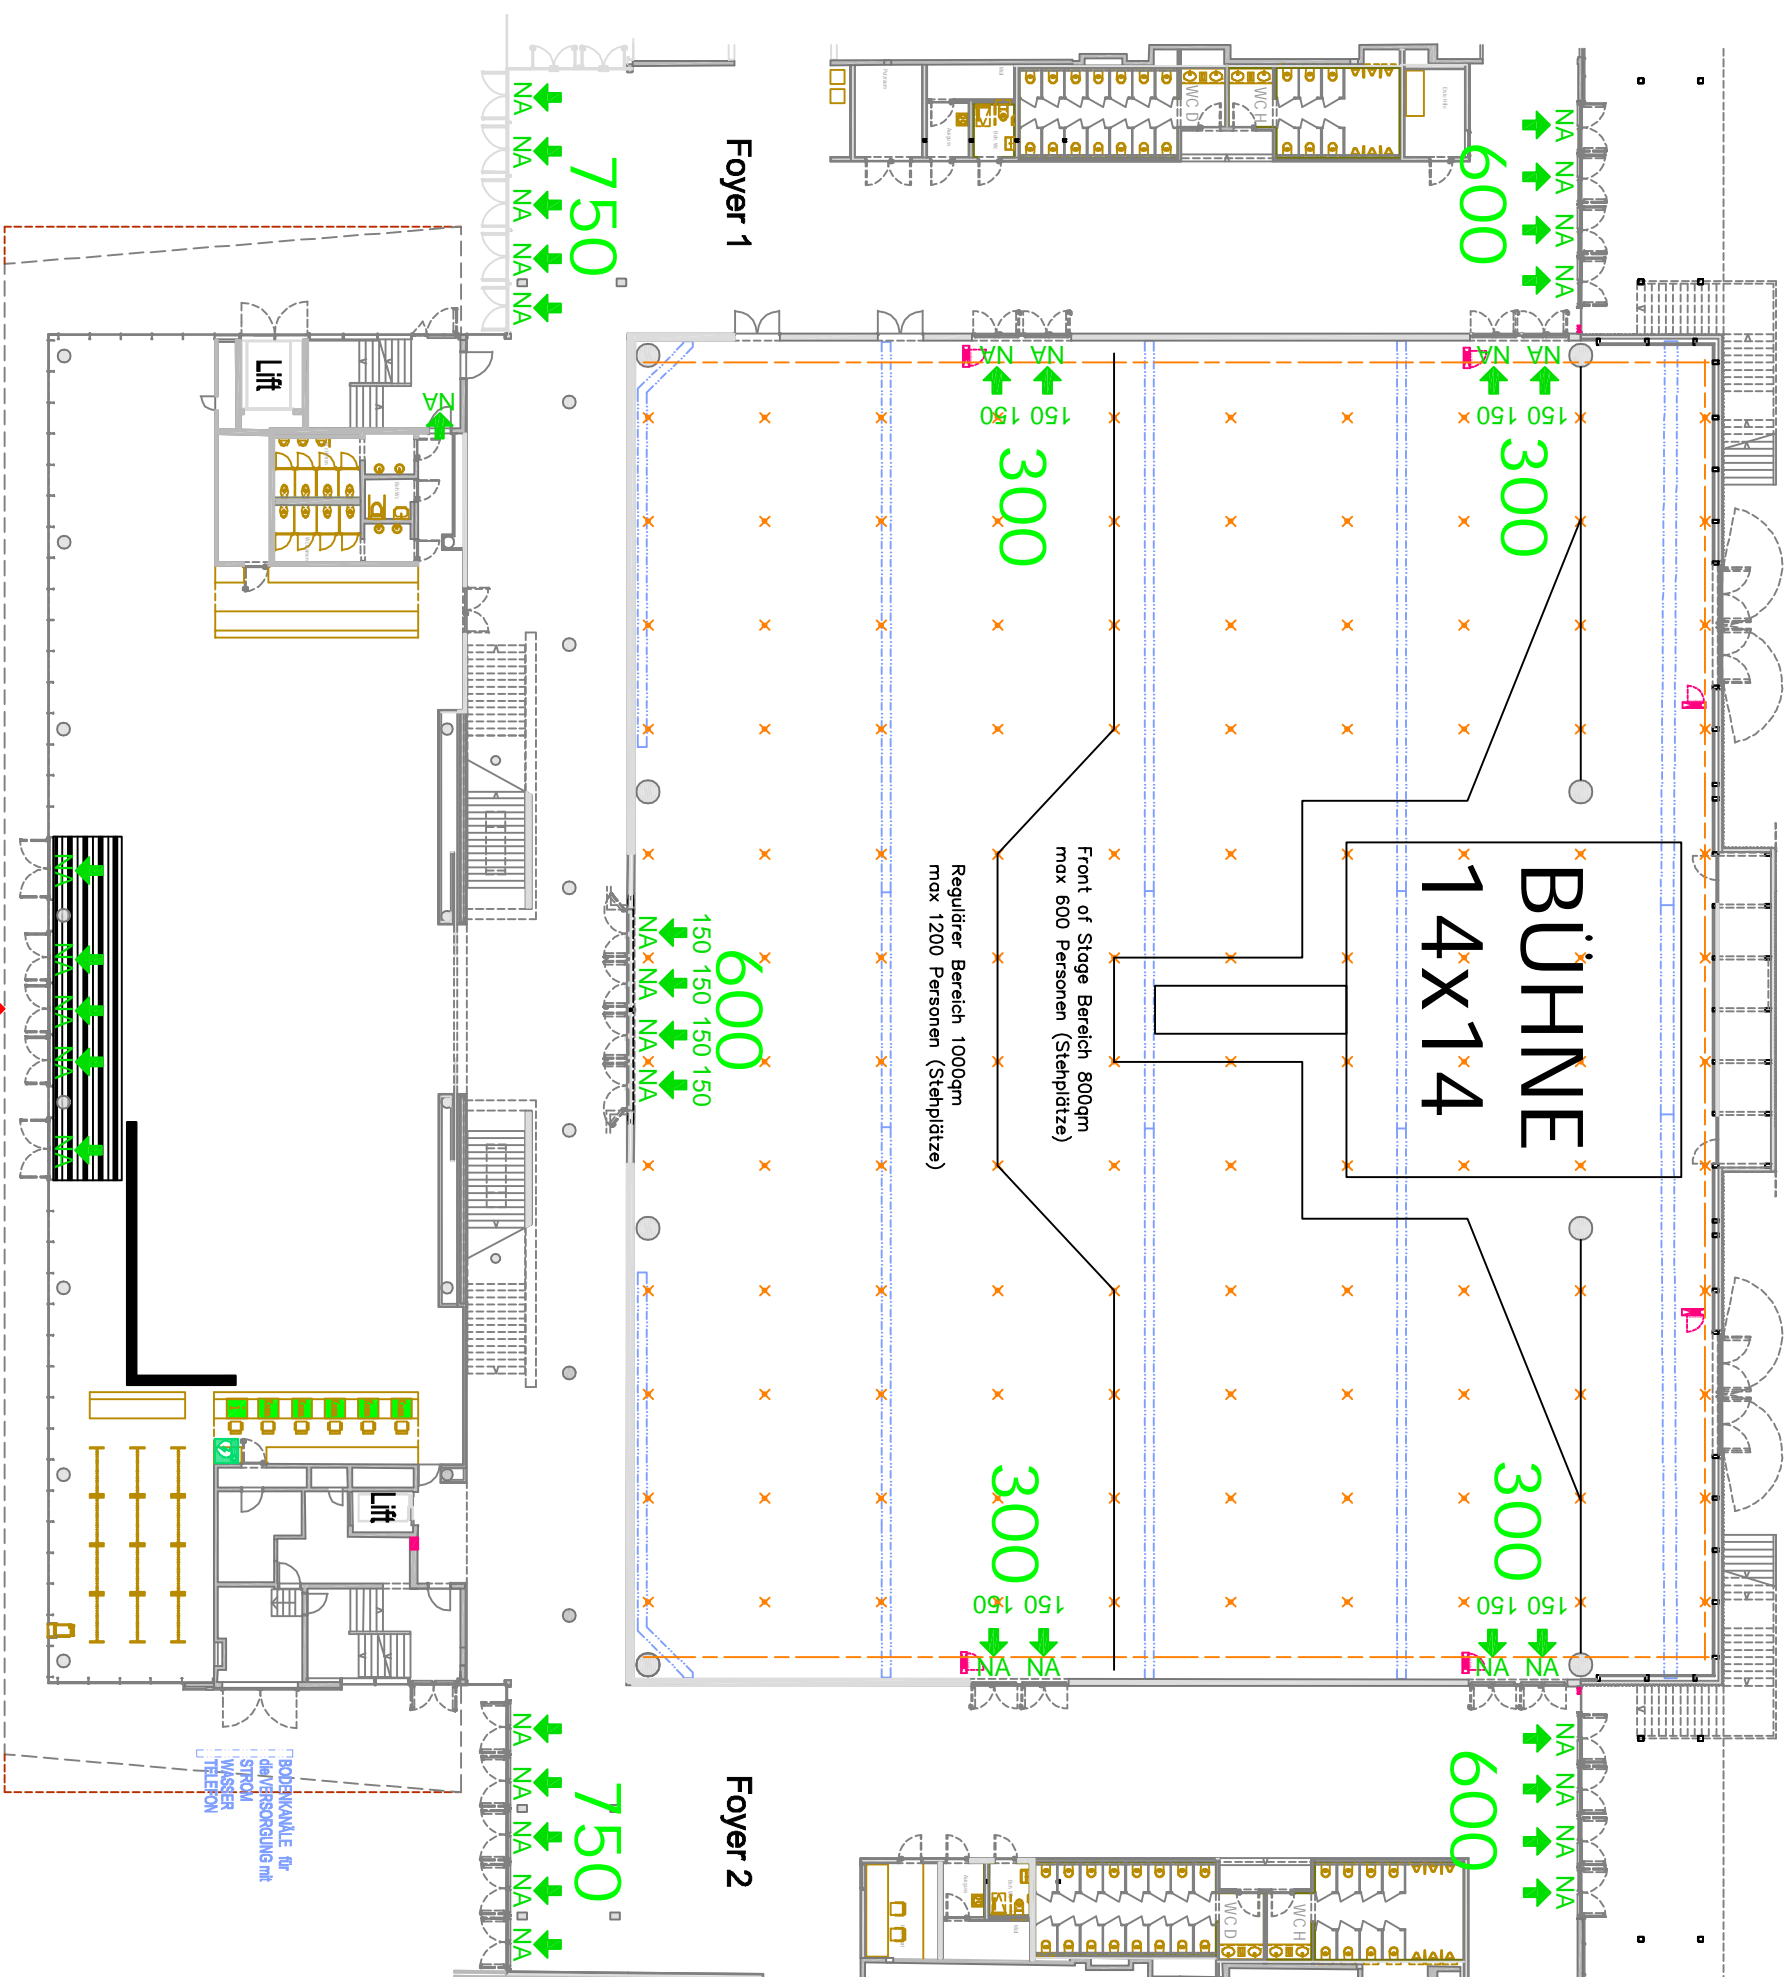 Foyer 1
750
NA
NA
NA
NA
NA
600
NA
NA
NA
NA
WC D
WC H
Lift
NA
NA
NA
150
150
300
NA
NA
150
150
300
BÜHNE
14x14
Front of Stage Bereich 800qm
max 600 Personen (Stehplätze)
Regulärer Bereich 1000qm
max 1200 Personen (Stehplätze)
600
150 150 150 150
NA
NA
NA
NA
NA
NA
NA
NA
NA
300
150
150
NA
NA
300
150
150
NA
NA
Lift
BODENKANÄLE für
dieVERSORGUNG mit
STROM
WASSER
TELEFON
Foyer 2
750
NA
NA
NA
NA
NA
600
NA
NA
NA
NA
WC D
WC H